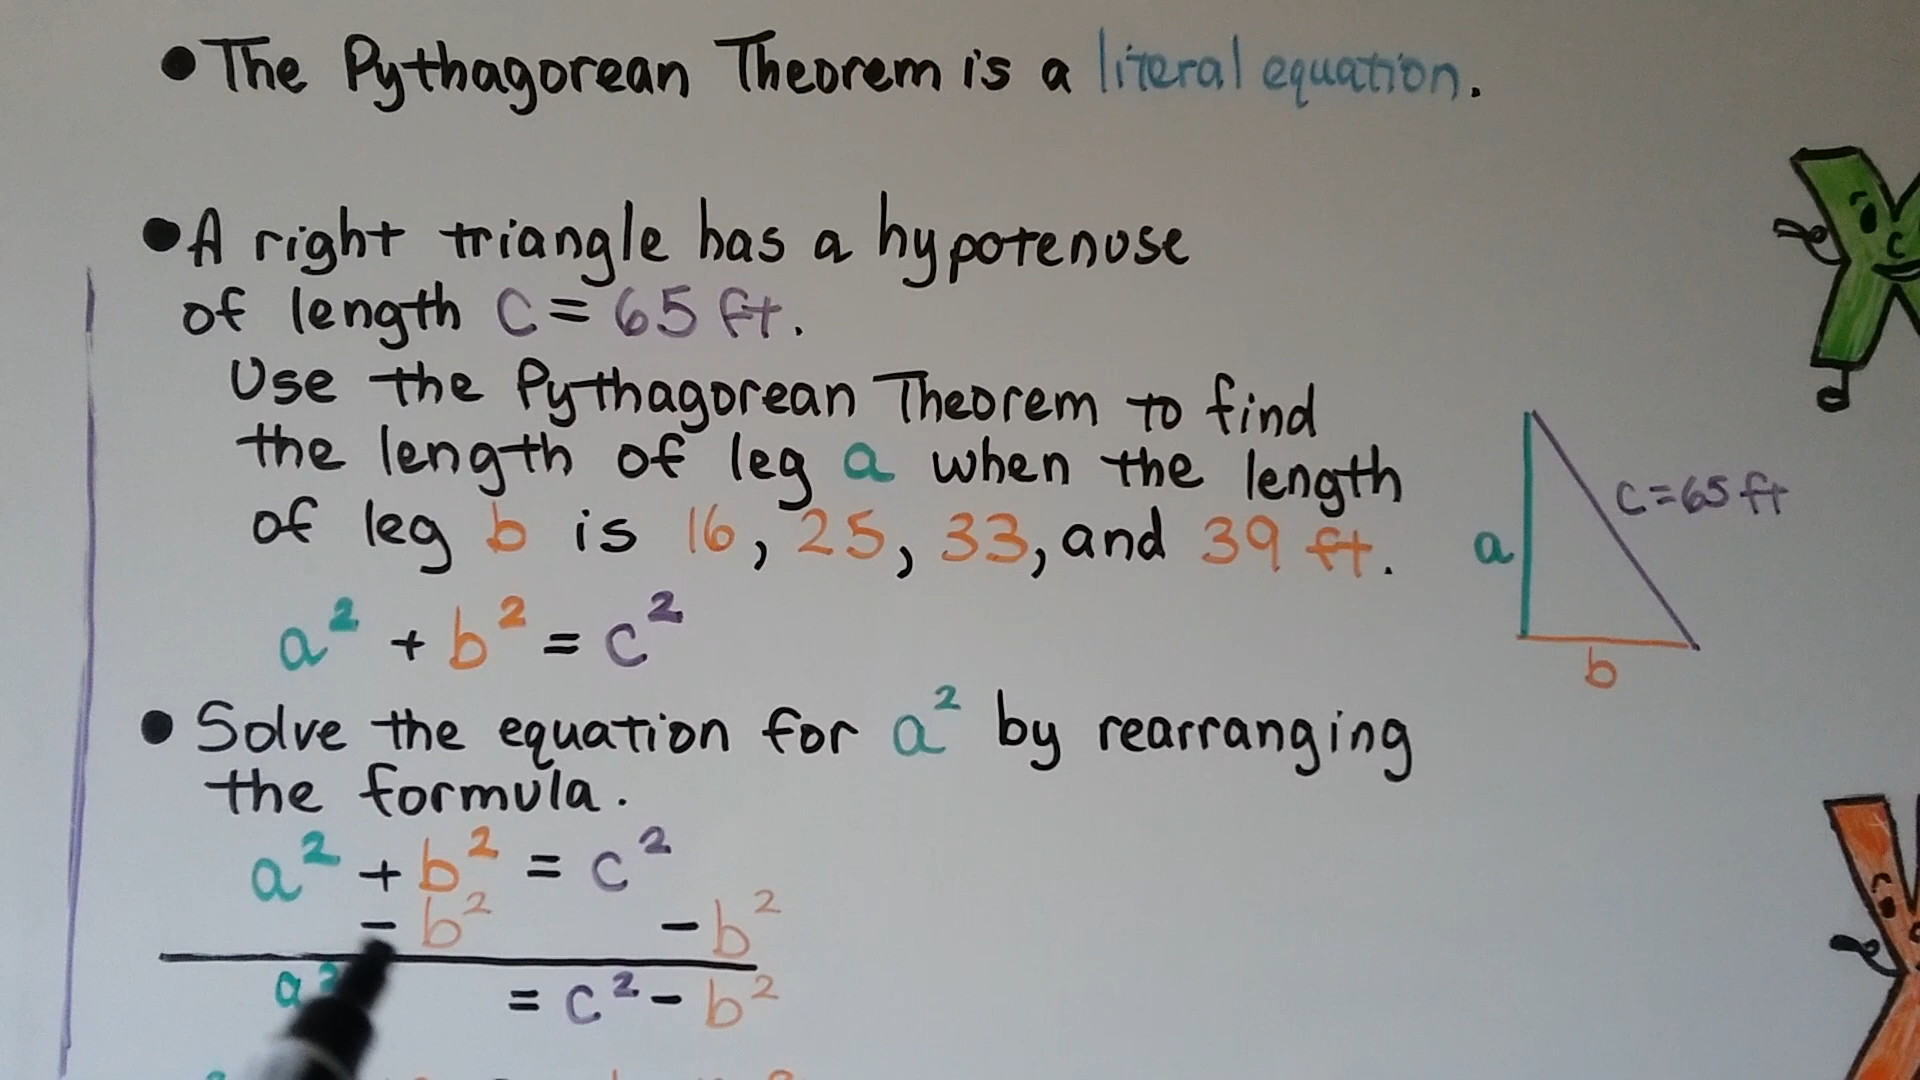 • The Pythagorean Theorem is a literal equation.
• A right triangle has a hypotenuse
of length c = 65 ft.
Use the Pythagorean Theorem to find
the length of leg a when the length
of leg b is 16, 25, 33, and 39 ft.
a² + b² = c²
c = 65 ft
a
b
• Solve the equation for a² by rearranging
the formula.
a² + b² = c²
- b² - b²
a² = c² - b²